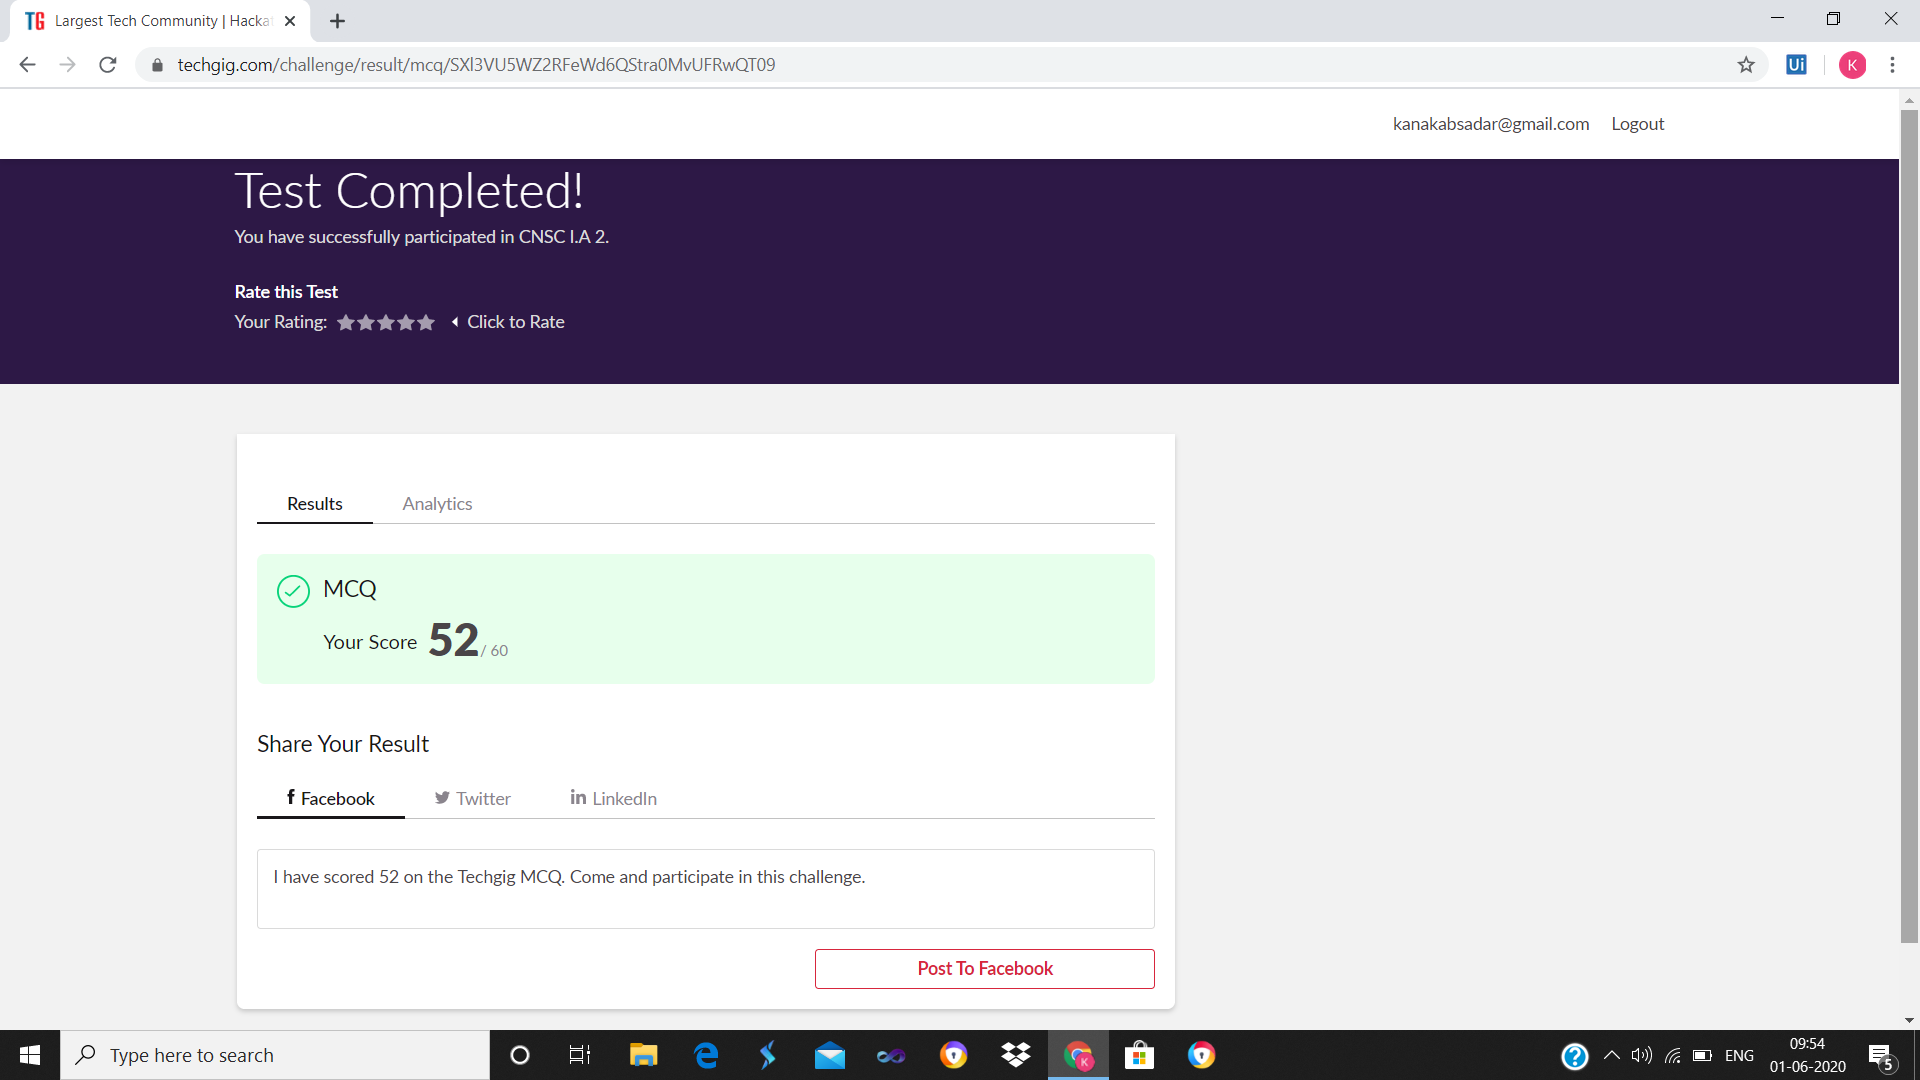 TG Largest Tech Community | Hacka
techgig.com/challenge/result/mcq/SXl3VU5WZ2RFeWd6QStra0MvUFRwQT09
Ui
K
kanakabsadar@gmail.com Logout
Test Completed!
You have successfully participated in CNSC I.A 2.
Rate this Test
Your Rating: Click to Rate
Results Analytics
MCQ
Your Score 52 / 60
Share Your Result
f Facebook Twitter in LinkedIn
I have scored 52 on the Techgig MCQ. Come and participate in this challenge.
Post To Facebook
Type here to search
K
ENG
09:54
01-06-2020
5